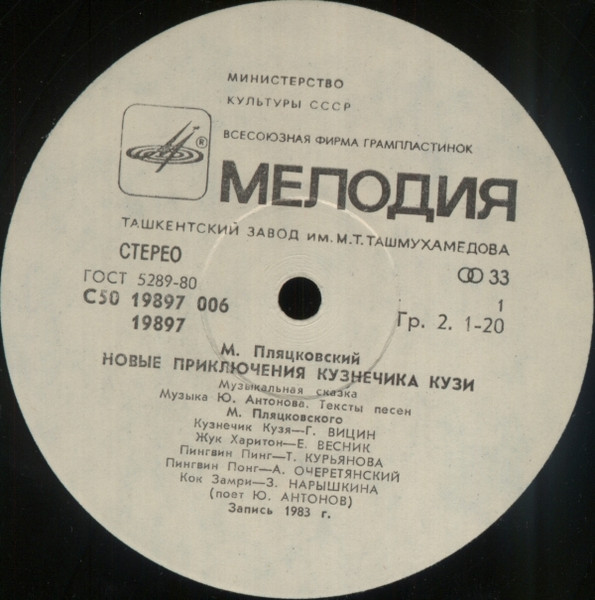 МИНИСТЕРСТВО
КУЛЬТУРЫ СССР
ВСЕСОЮЗНАЯ ФИРМА ГРАМПЛАСТИНОК
®
МЕЛОДИЯ
ТАШКЕНТСКИЙ ЗАВОД ИМ. М.Т. ТАШМУХАМЕДОВА
СТЕРЕО
33
ГОСТ 5289-80
С50 19897 006
1
19897
Гр. 2. 1-20
М. Пляцковский
НОВЫЕ ПРИКЛЮЧЕНИЯ КУЗНЕЧИКА КУЗИ
Музыкальная сказка
Музыка Ю. Антонова. Тексты песен
М. Пляцковского
Кузнечик Кузя—Г. ВИЦИН
Жук Харитон—Е. ВЕСНИК
Пингвин Пинг—Т. КУРЬЯНОВА
Пингвин Понг—А. ОЧЕРЕТЯНСКИЙ
Кок Замри—З. НАРЫШКИНА
(поет Ю. АНТОНОВ)
Запись 1983 г.